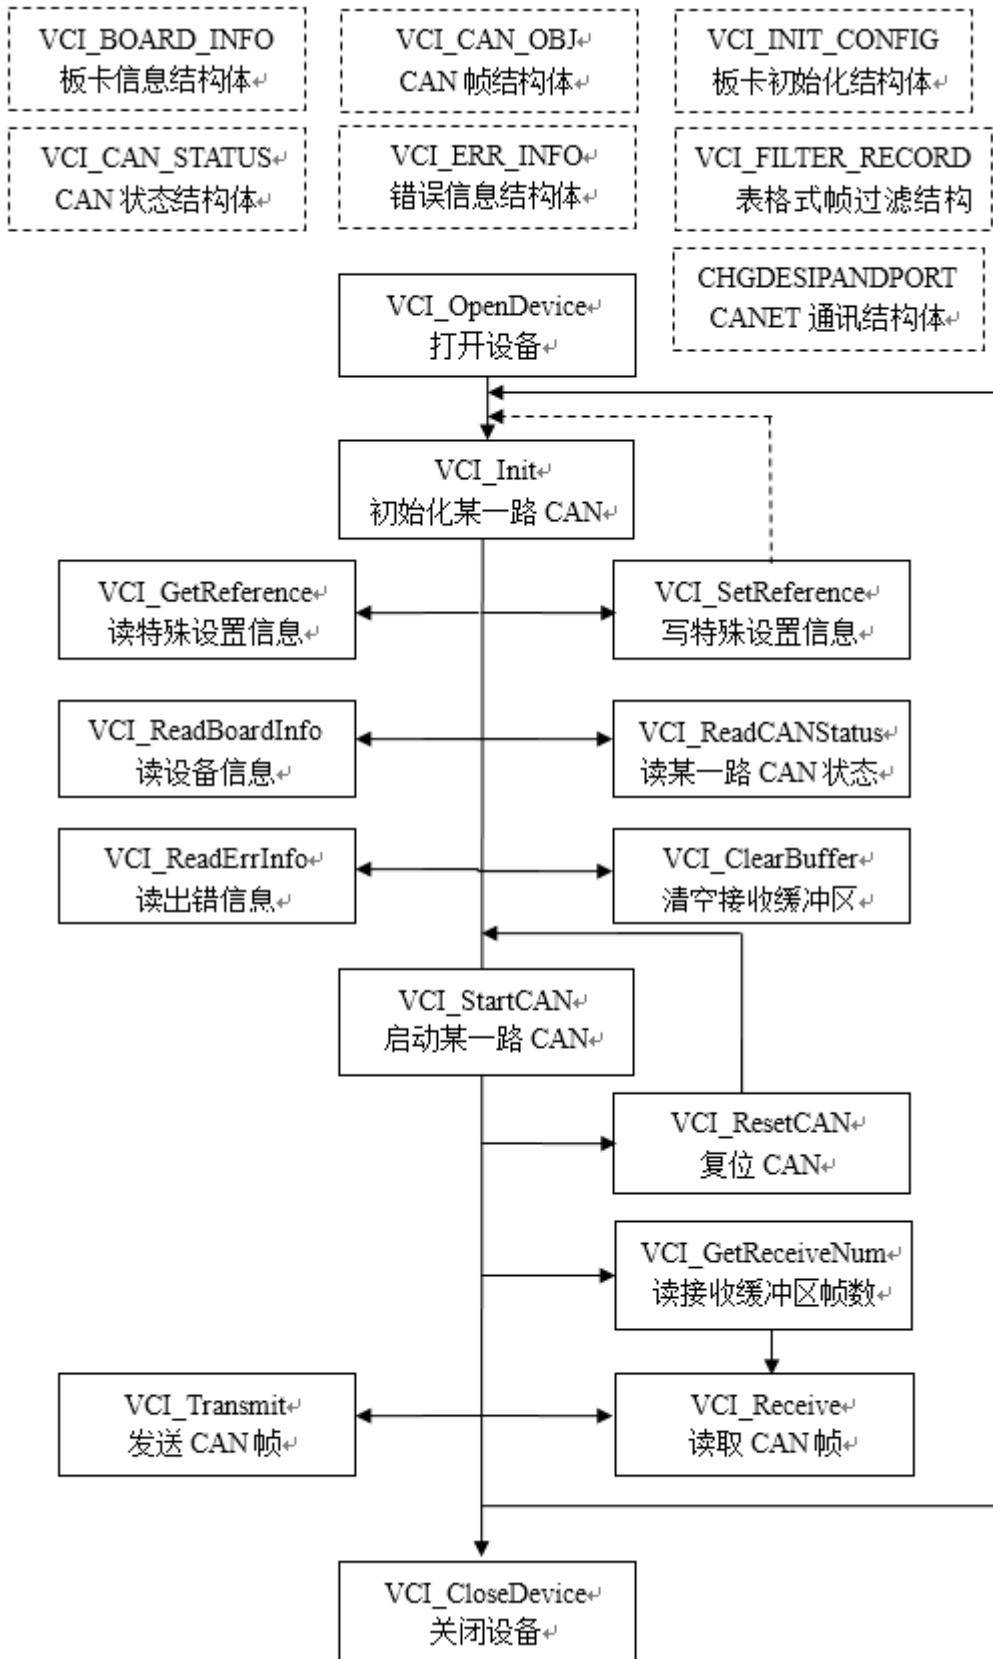 VCI_BOARD_INFO
板卡信息结构体↵
VCI_CAN_OBJ↵
CAN 帧结构体↵
VCI_INIT_CONFIG
板卡初始化结构体↵
VCI_CAN_STATUS↵
CAN 状态结构体↵
VCI_ERR_INFO↵
错误信息结构体↵
VCI_FILTER_RECORD
表格式帧过滤结构
CHGDESIPANDPORT
CANET 通讯结构体↵
VCI_OpenDevice↵
打开设备↵
VCI_Init↵
初始化某一路 CAN↵
VCI_GetReference↵
读特殊设置信息↵
VCI_SetReference↵
写特殊设置信息↵
VCI_ReadBoardInfo
读设备信息↵
VCI_ReadCANStatus↵
读某一路 CAN 状态↵
VCI_ReadErrInfo↵
读出错信息↵
VCI_ClearBuffer↵
清空接收缓冲区↵
VCI_StartCAN↵
启动某一路 CAN↵
VCI_ResetCAN↵
复位 CAN↵
VCI_GetReceiveNum↵
读接收缓冲区帧数↵
VCI_Transmit↵
发送 CAN 帧↵
VCI_Receive↵
读取 CAN 帧↵
VCI_CloseDevice↵
关闭设备↵